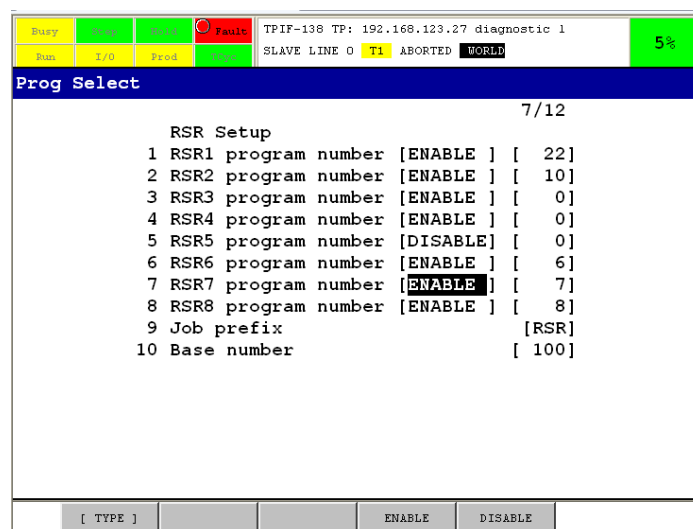 Busy Step Hold Fault TPIF-138 TP: 192.168.123.27 diagnostic 1
Run I/O Prod TCyc SLAVE LINE 0 T1 ABORTED WORLD 5%
Prog Select
7/12
RSR Setup
1 RSR1 program number [ENABLE ] [ 22]
2 RSR2 program number [ENABLE ] [ 10]
3 RSR3 program number [ENABLE ] [ 0]
4 RSR4 program number [ENABLE ] [ 0]
5 RSR5 program number [DISABLE] [ 0]
6 RSR6 program number [ENABLE ] [ 6]
7 RSR7 program number [ENABLE ] [ 7]
8 RSR8 program number [ENABLE ] [ 8]
9 Job prefix [RSR]
10 Base number [ 100]
[ TYPE ] ENABLE DISABLE